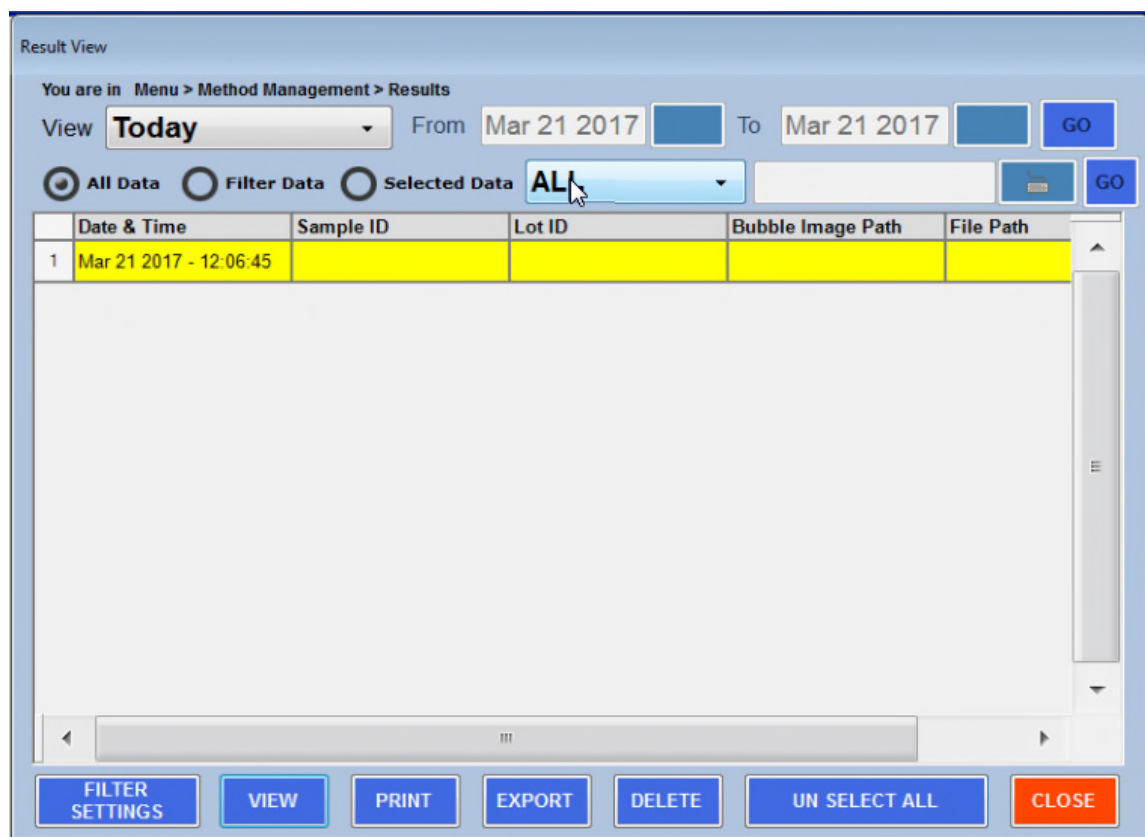 Result View
You are in Menu > Method Management > Results
View Today From Mar 21 2017 To Mar 21 2017 GO
All Data Filter Data Selected Data ALL GO
Date & Time Sample ID Lot ID Bubble Image Path File Path
1 Mar 21 2017 - 12:06:45
FILTER SETTINGS VIEW PRINT EXPORT DELETE UN SELECT ALL CLOSE